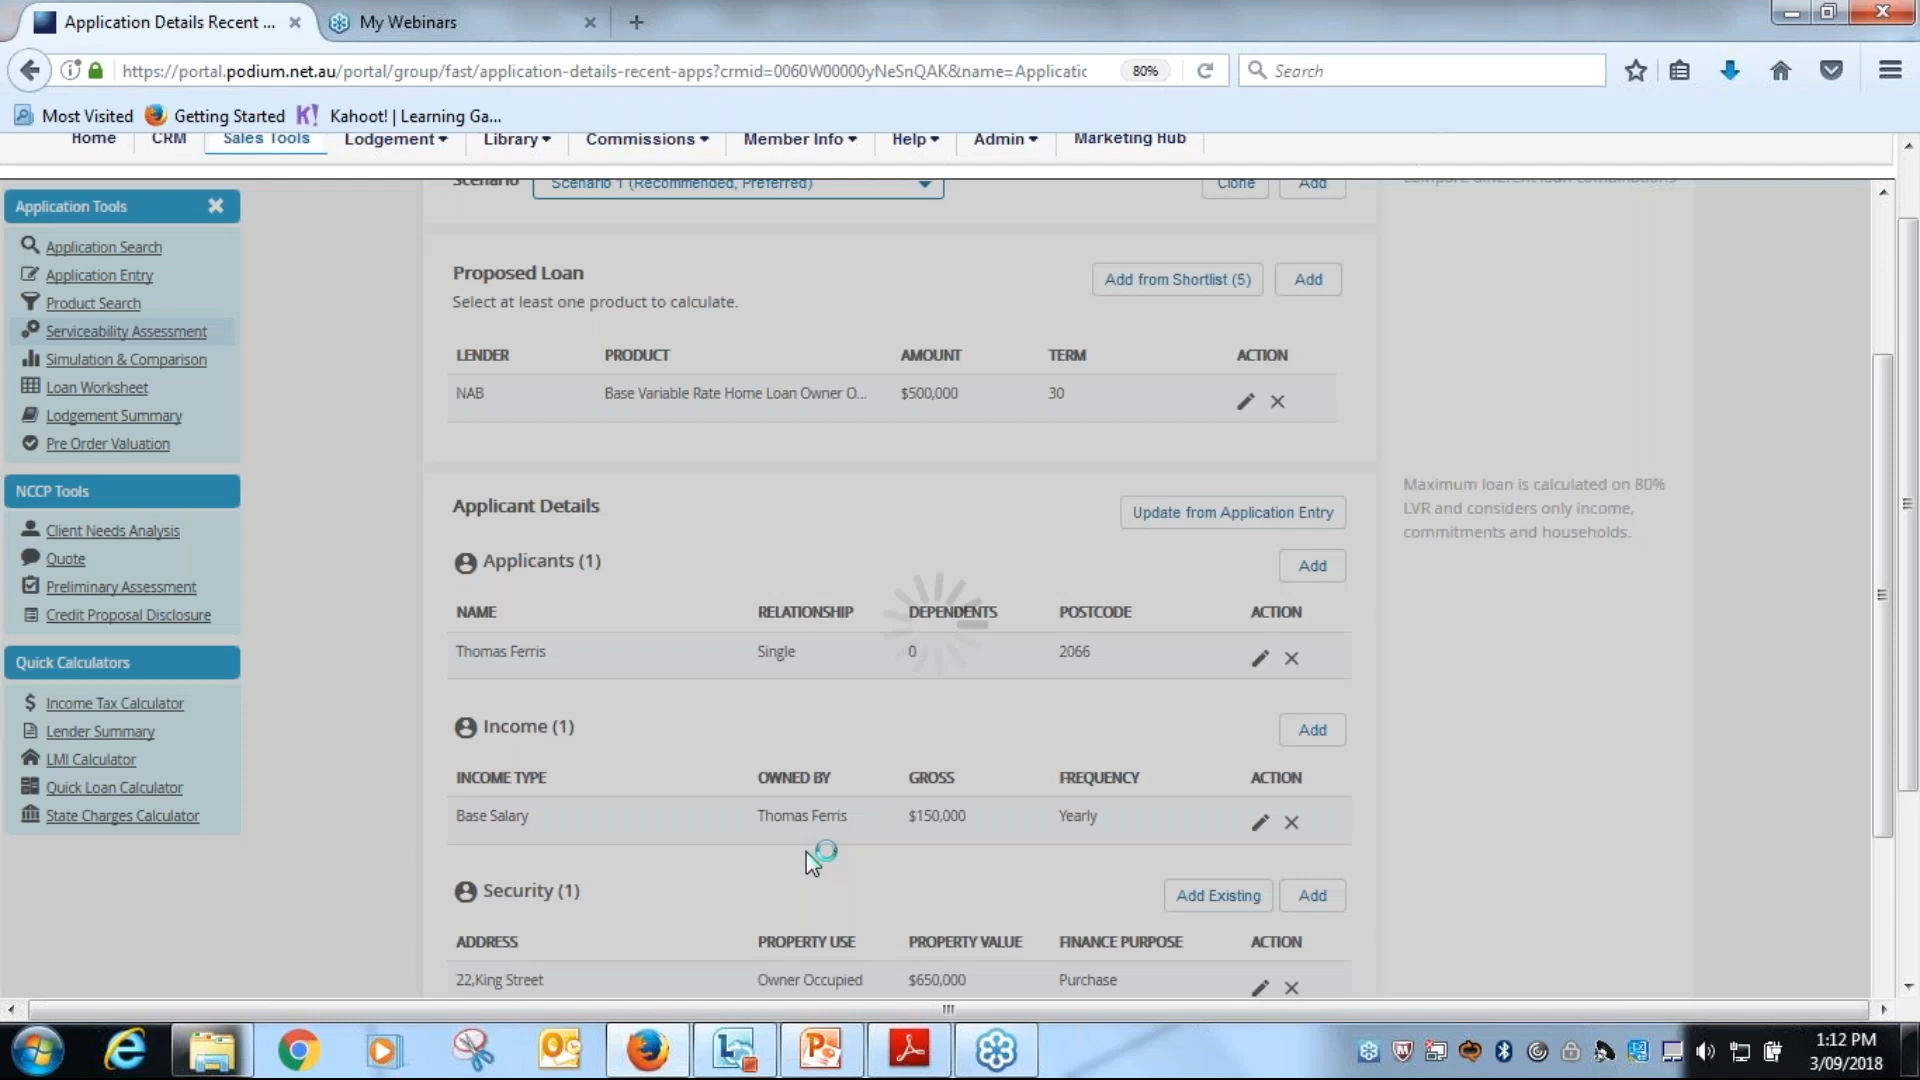 Application Details Recent ...
My Webinars
https://portal.podium.net.au/portal/group/fast/application-details-recent-apps?crmid=0060W00000yNeSnQAK&name=Applicatic
80%
Search
Most Visited
Getting Started
Kahoot! | Learning Ga...
Home
CRM
Sales Tools
Lodgement
Library
Commissions
Member Info
Help
Admin
Marketing Hub
Scenario
Scenario 1 (Recommended, Preferred)
Clone
Add
Compare different loan combinations
Application Tools
Application Search
Application Entry
Product Search
Serviceability Assessment
Simulation & Comparison
Loan Worksheet
Lodgement Summary
Pre Order Valuation
NCCP Tools
Client Needs Analysis
Quote
Preliminary Assessment
Credit Proposal Disclosure
Quick Calculators
Income Tax Calculator
Lender Summary
LMI Calculator
Quick Loan Calculator
State Charges Calculator
Proposed Loan
Select at least one product to calculate.
Add from Shortlist (5)
Add
LENDER PRODUCT AMOUNT TERM ACTION
NAB Base Variable Rate Home Loan Owner O... $500,000 30
Applicant Details
Update from Application Entry
Applicants (1)
Add
NAME RELATIONSHIP DEPENDENTS POSTCODE ACTION
Thomas Ferris Single 0 2066
Income (1)
Add
INCOME TYPE OWNED BY GROSS FREQUENCY ACTION
Base Salary Thomas Ferris $150,000 Yearly
Security (1)
Add Existing
Add
ADDRESS PROPERTY USE PROPERTY VALUE FINANCE PURPOSE ACTION
22,King Street Owner Occupied $650,000 Purchase
Maximum loan is calculated on 80%
LVR and considers only income,
commitments and households.
1:12 PM
3/09/2018